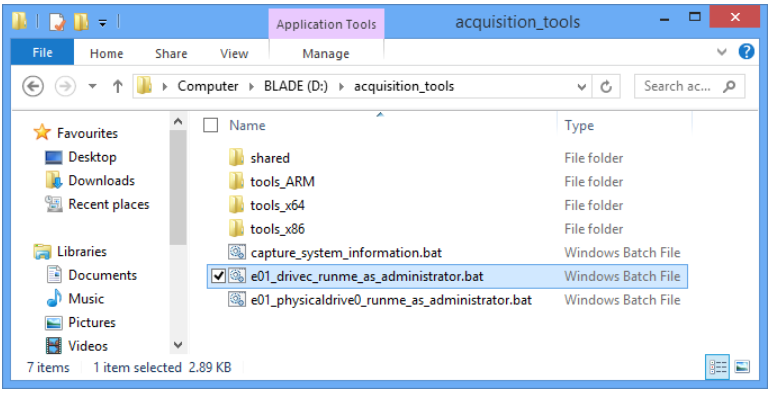 Application Tools
acquisition_tools
File Home Share View Manage
Computer BLADE (D:) acquisition_tools
Search ac...
Favourites
Desktop
Downloads
Recent places
Libraries
Documents
Music
Pictures
Videos
Name Type
shared File folder
tools_ARM File folder
tools_x64 File folder
tools_x86 File folder
capture_system_information.bat Windows Batch File
e01_drivec_runme_as_administrator.bat Windows Batch File
e01_physicaldrive0_runme_as_administrator.bat Windows Batch File
7 items 1 item selected 2.89 KB